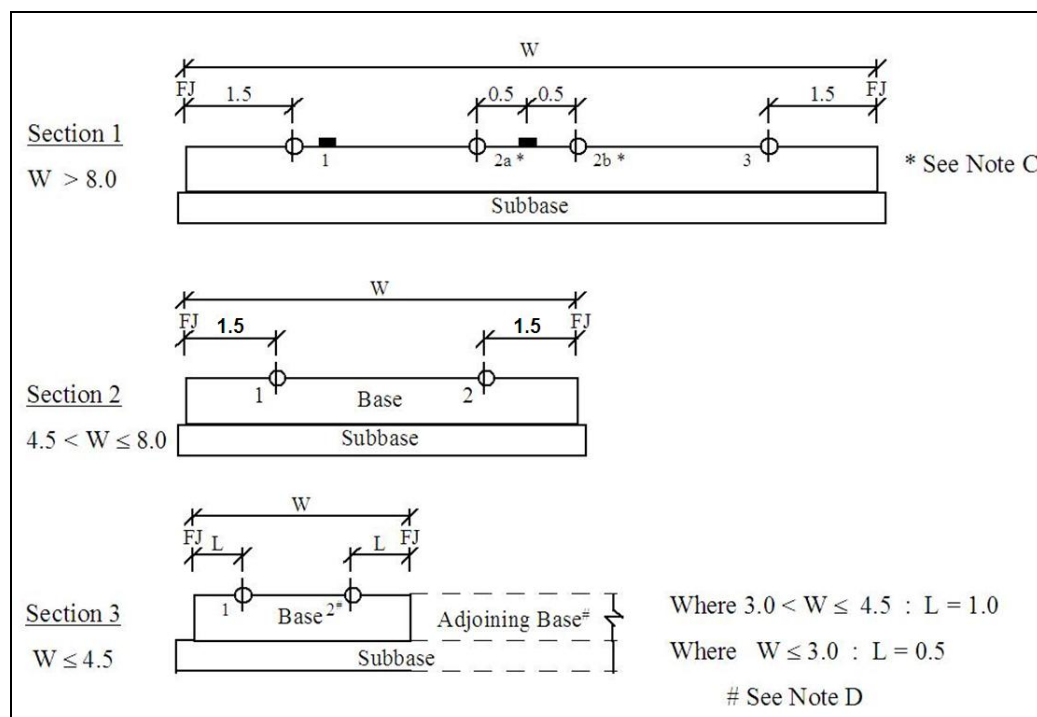 W
FJ 1.5 0.5 0.5 1.5 FJ
Section 1
W > 8.0
1 2a * 2b * 3
* See Note C
Subbase
W
FJ 1.5 1.5 FJ
Section 2
4.5 < W ≤ 8.0
1 Base 2
Subbase
W
FJ L L FJ
Section 3
W ≤ 4.5
1 Base 2# Adjoining Base#
Subbase
Where 3.0 < W ≤ 4.5 : L = 1.0
Where W ≤ 3.0 : L = 0.5
# See Note D